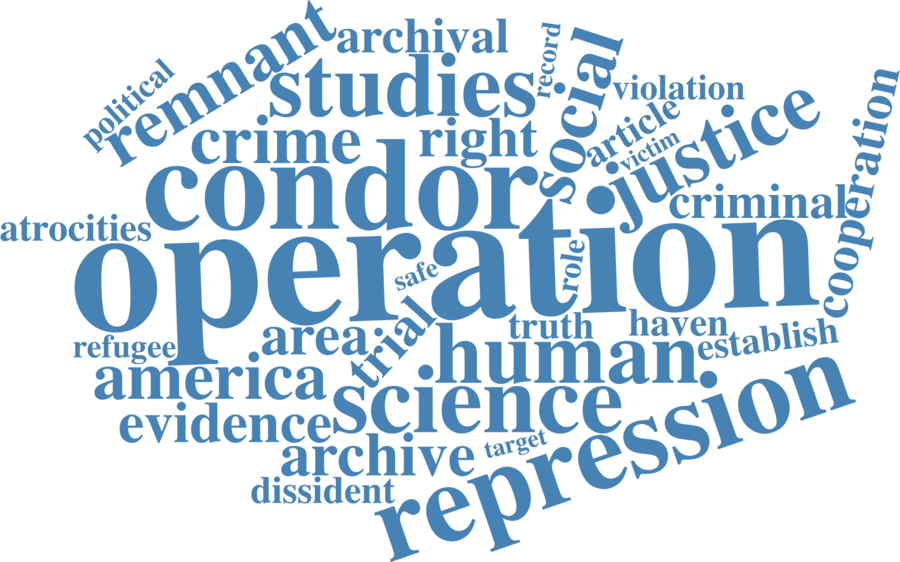 remnant
archival
record
social
political
studies
violation
cooperation
crime
right
article
victim
justice
condor
criminal
atrocities
operation
safe
role
refugee
area
trial
truth
haven
establish
america
human
science
evidence
archive
target
repression
dissident